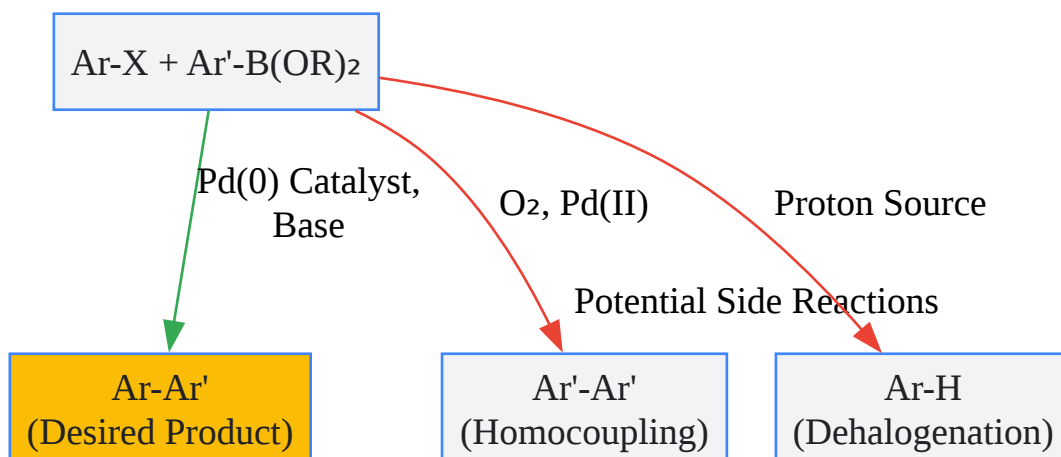 Ar-X + Ar'-B(OR)₂
Pd(0) Catalyst,
Base
O₂, Pd(II)
Proton Source
Potential Side Reactions
Ar-Ar'
(Desired Product)
Ar'-Ar'
(Homocoupling)
Ar-H
(Dehalogenation)